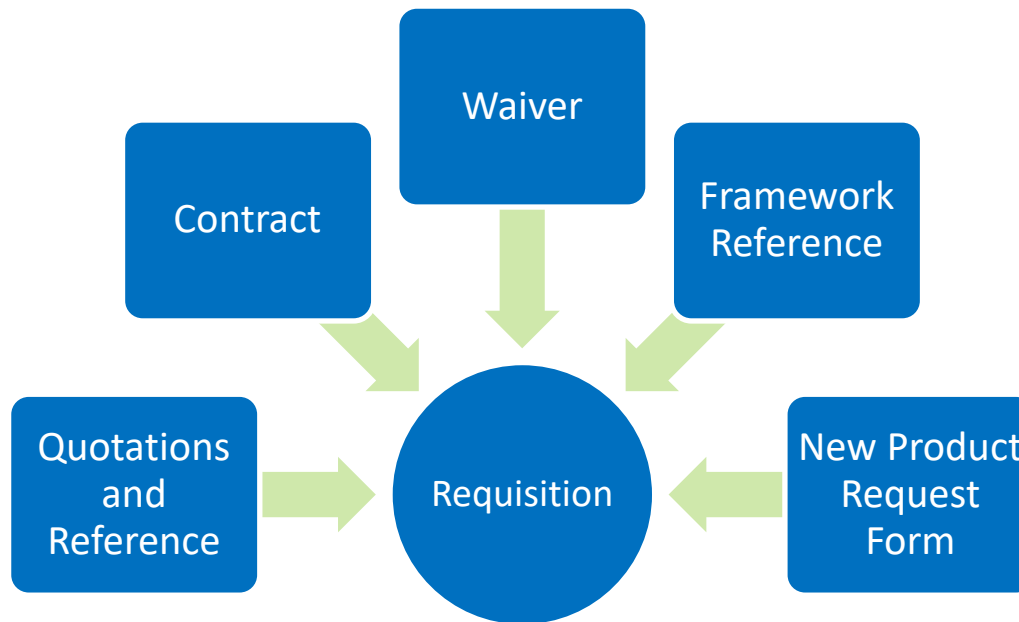 Waiver
Contract
Framework
Reference
Quotations
and
Reference
Requisition
New Product
Request
Form